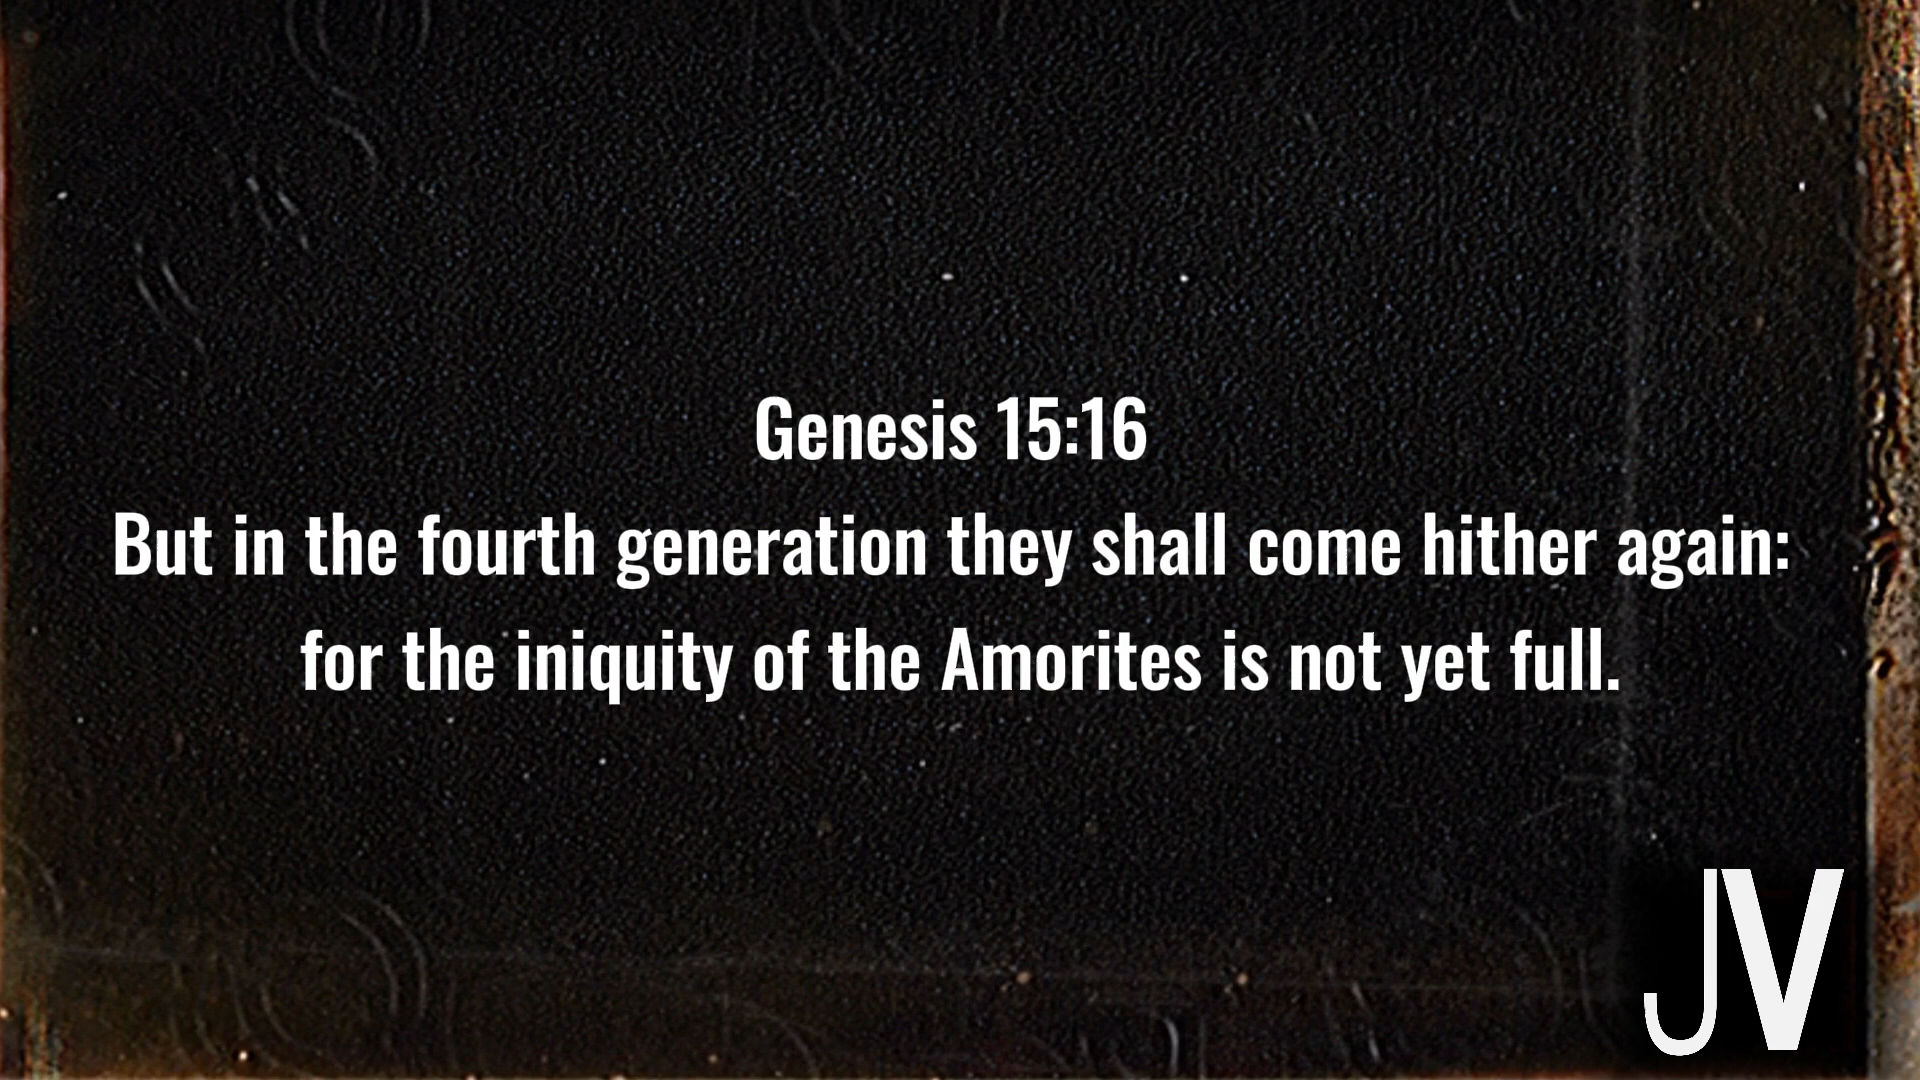 Genesis 15:16
But in the fourth generation they shall come hither again:
for the iniquity of the Amorites is not yet full.
JV